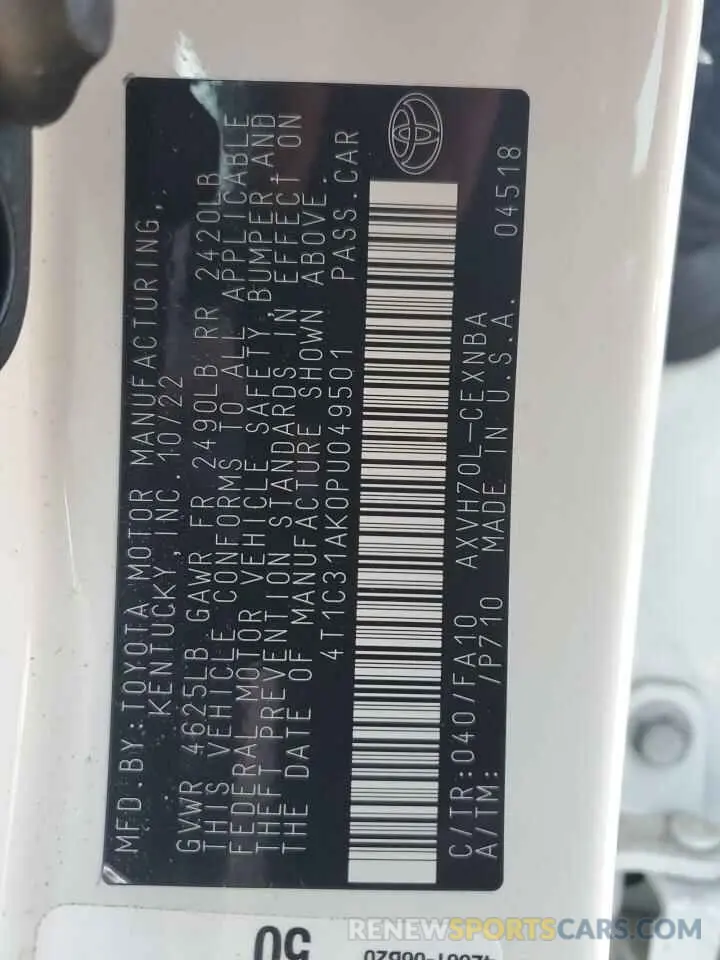 MFD.BY:TOYOTA MOTOR MANUFACTURING,
KENTUCKY,INC. 10/22
GVWR 4625LB GAWR FR 2490LB RR 2420LB
THIS VEHICLE CONFORMS TO ALL APPLICABLE
FEDERAL MOTOR VEHICLE SAFETY, BUMPER, AND
THEFT PREVENTION STANDARDS IN EFFECT ON
THE DATE OF MANUFACTURE SHOWN ABOVE.
4T1C31AK0PU049501 PASS.CAR
C/TR:040/FA10 AXVH70L-CEXNBA 04518
A/TM: /P710 MADE IN U.S.A.
50
RENEWSPORTSCARS.COM